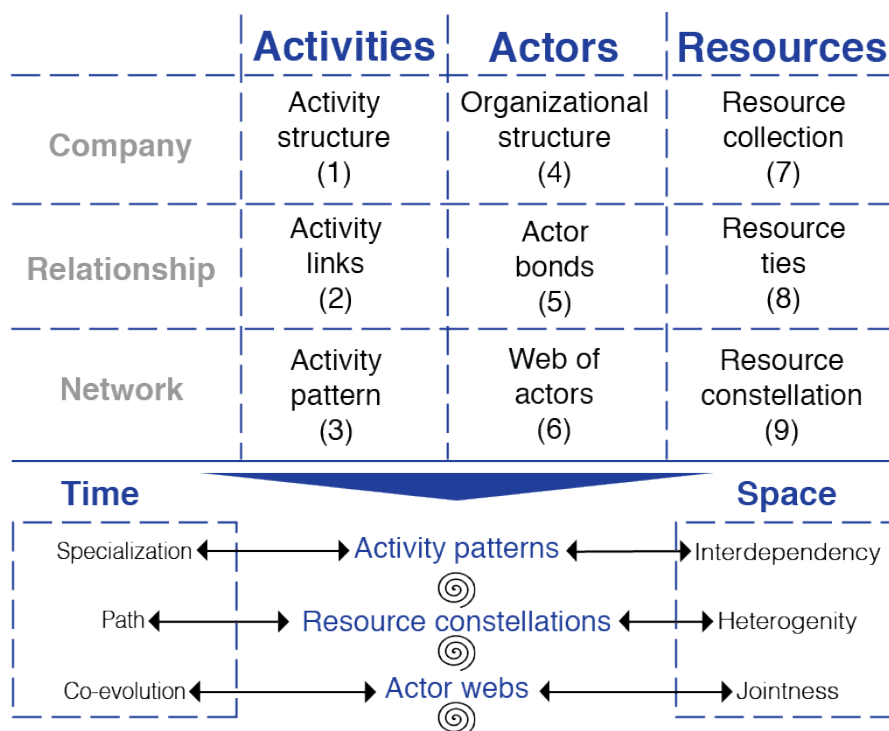 Activities Actors Resources
Company
Activity
structure
(1)
Organizational
structure
(4)
Resource
collection
(7)
Relationship
Activity
links
(2)
Actor
bonds
(5)
Resource
ties
(8)
Network
Activity
pattern
(3)
Web of
actors
(6)
Resource
constellation
(9)
Time
Space
Specialization Activity patterns Interdependency
Path Resource constellations Heterogenity
Co-evolution Actor webs Jointness